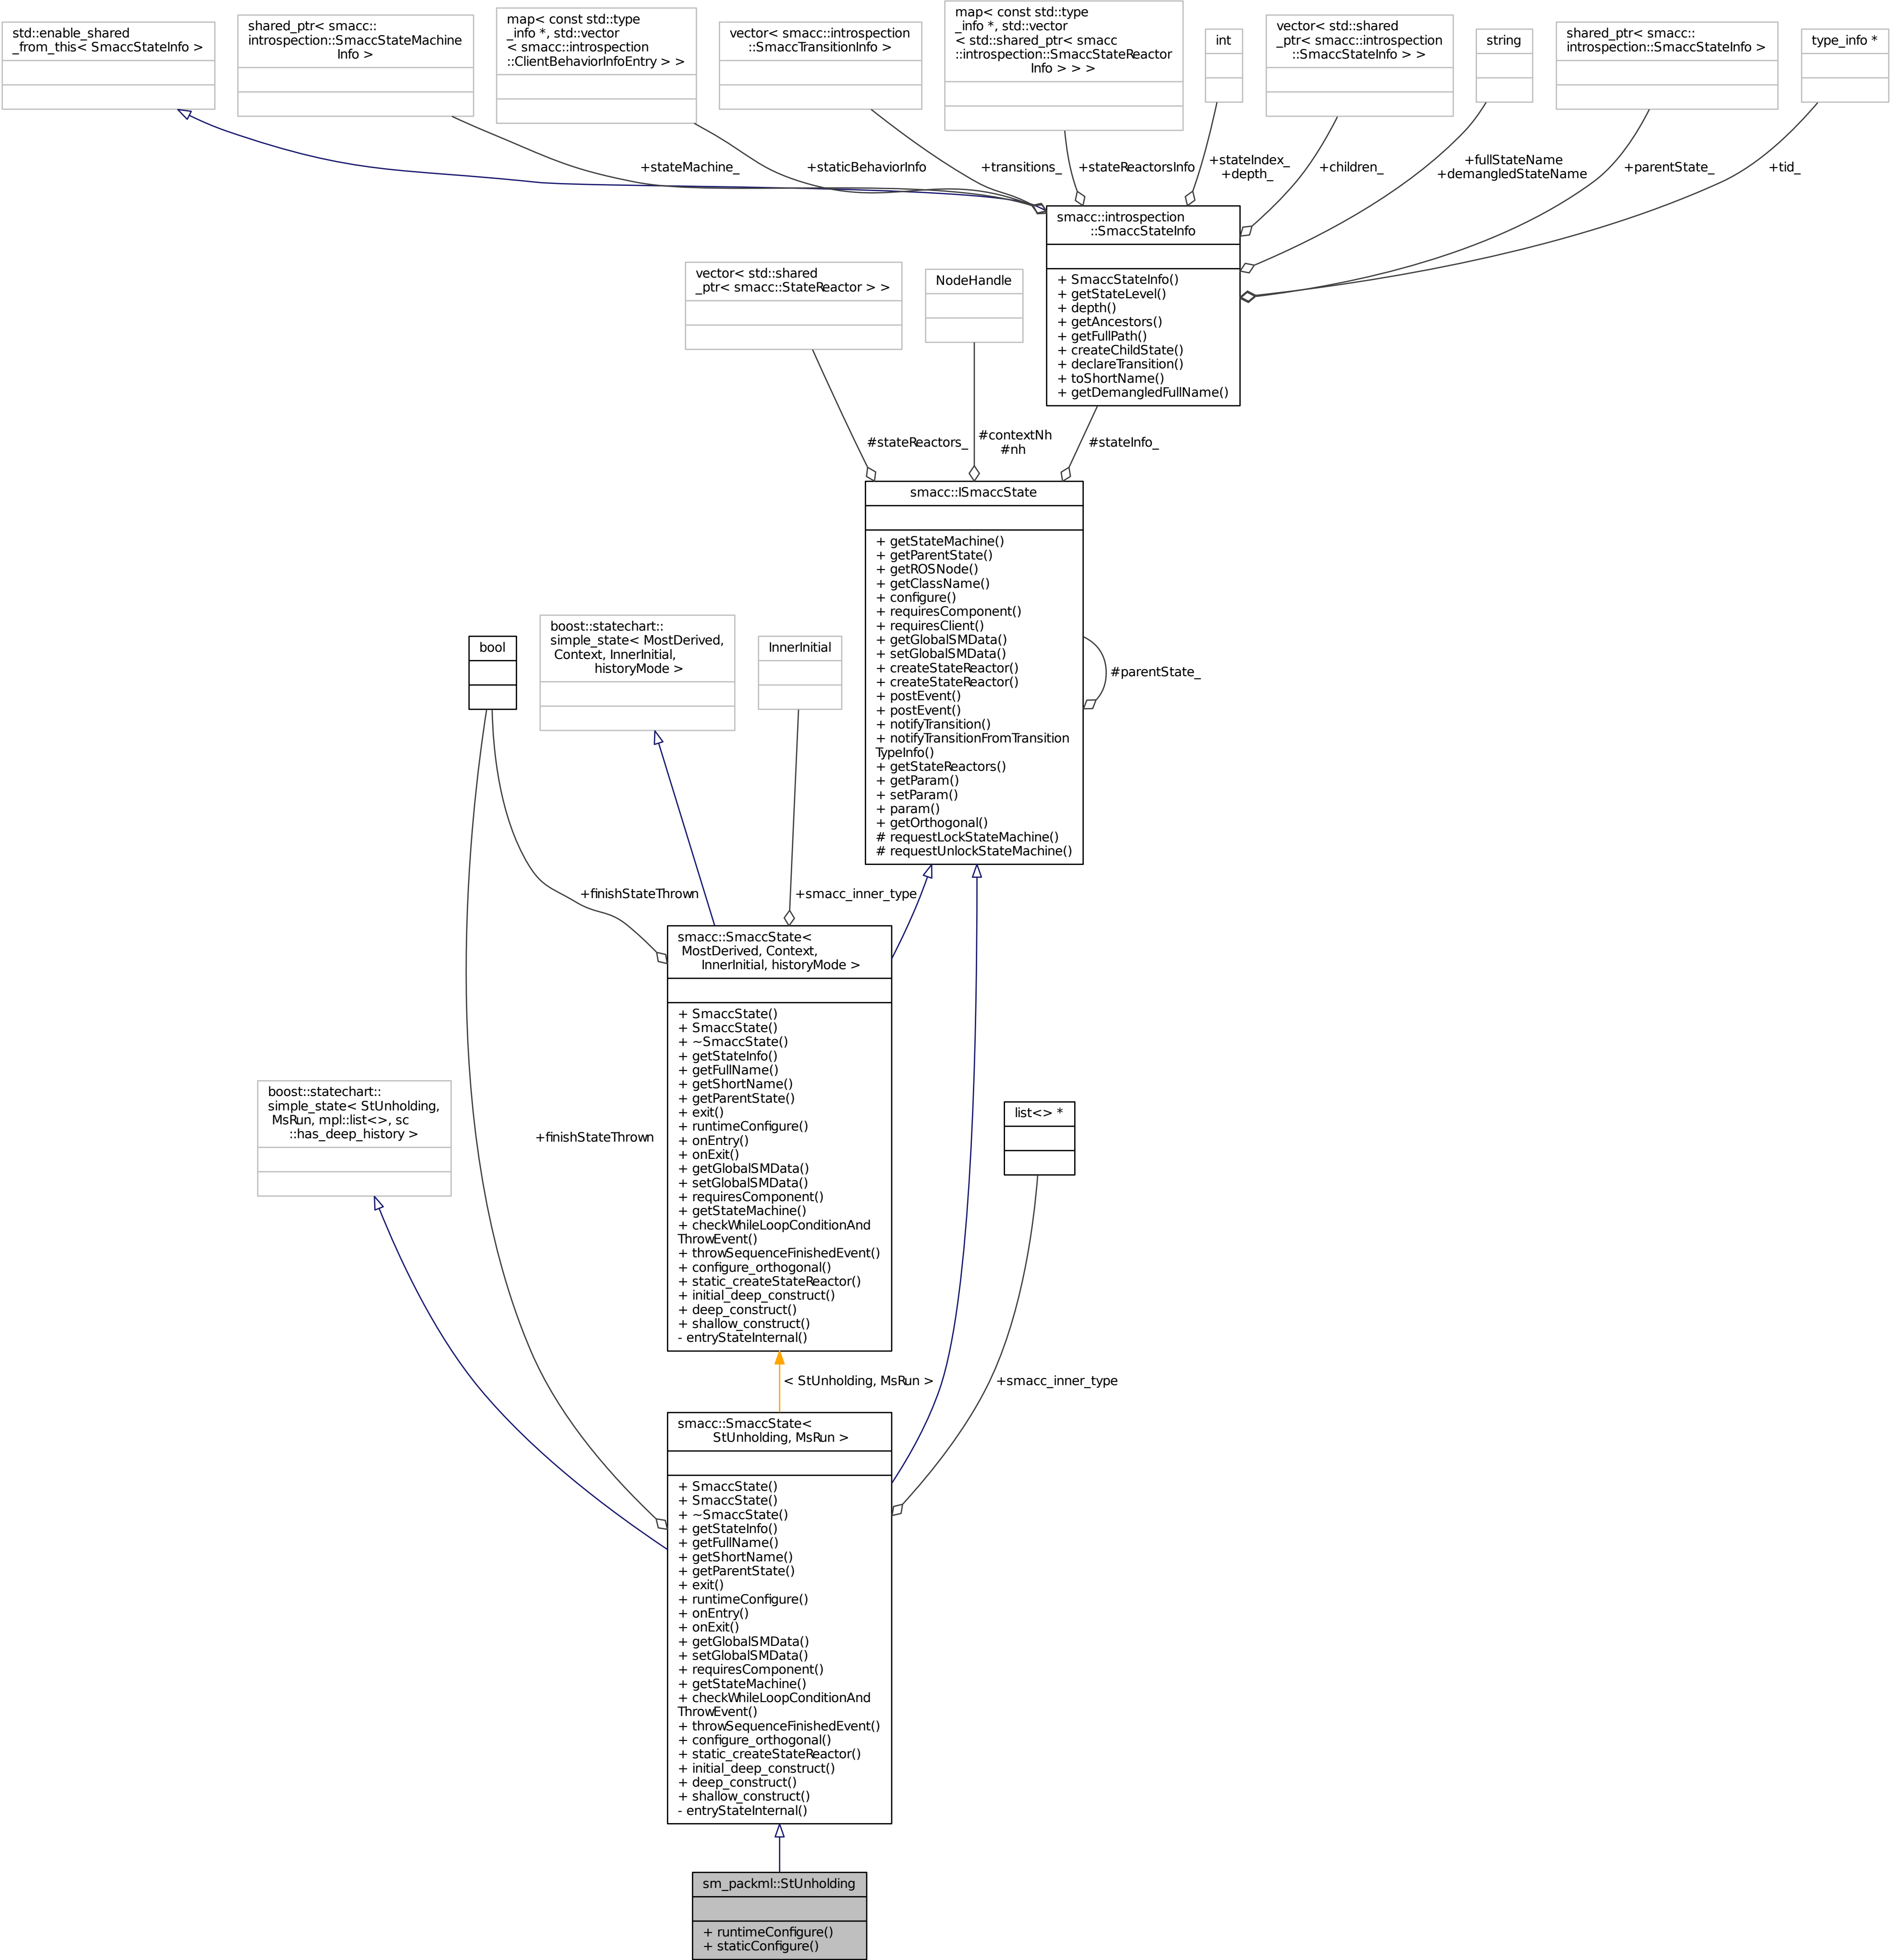 std::enable_shared
_from_this< SmaccStateInfo >
shared_ptr< smacc::
introspection::SmaccStateMachine
Info >
map< const std::type
_info *, std::vector
< smacc::introspection
::ClientBehaviorInfoEntry > >
vector< smacc::introspection
::SmaccTransitionInfo >
map< const std::type
_info *, std::vector
< std::shared_ptr< smacc
::introspection::SmaccStateReactor
Info > > >
int
vector< std::shared
_ptr< smacc::introspection
::SmaccStateInfo > >
string
shared_ptr< smacc::
introspection::SmaccStateInfo >
type_info *
+stateMachine_
+staticBehaviorInfo
+transitions_
+stateReactorsInfo
+stateIndex_
+depth_
+children_
+fullStateName
+demangledStateName
+parentState_
+tid_
smacc::introspection
::SmaccStateInfo
+ SmaccStateInfo()
+ getStateLevel()
+ depth()
+ getAncestors()
+ getFullPath()
+ createChildState()
+ declareTransition()
+ toShortName()
+ getDemangledFullName()
vector< std::shared
_ptr< smacc::StateReactor > >
NodeHandle
#stateReactors_
#contextNh
#nh
#stateInfo_
smacc::ISmaccState
+ getStateMachine()
+ getParentState()
+ getROSNode()
+ getClassName()
+ configure()
+ requiresComponent()
+ requiresClient()
+ getGlobalSMData()
+ setGlobalSMData()
+ createStateReactor()
+ createStateReactor()
+ postEvent()
+ postEvent()
+ notifyTransition()
+ notifyTransitionFromTransition
TypeInfo()
+ getStateReactors()
+ getParam()
+ setParam()
+ param()
+ getOrthogonal()
# requestLockStateMachine()
# requestUnlockStateMachine()
#parentState_
bool
boost::statechart::
simple_state< MostDerived,
Context, InnerInitial,
historyMode >
InnerInitial
+finishStateThrown
+smacc_inner_type
smacc::SmaccState<
MostDerived, Context,
InnerInitial, historyMode >
+ SmaccState()
+ SmaccState()
+ ~SmaccState()
+ getStateInfo()
+ getFullName()
+ getShortName()
+ getParentState()
+ exit()
+ runtimeConfigure()
+ onEntry()
+ onExit()
+ getGlobalSMData()
+ setGlobalSMData()
+ requiresComponent()
+ getStateMachine()
+ checkWhileLoopConditionAnd
ThrowEvent()
+ throwSequenceFinishedEvent()
+ configure_orthogonal()
+ static_createStateReactor()
+ initial_deep_construct()
+ deep_construct()
+ shallow_construct()
- entryStateInternal()
boost::statechart::
simple_state< StUnholding,
MsRun, mpl::list<>, sc
::has_deep_history >
+finishStateThrown
list<> *
< StUnholding, MsRun >
+smacc_inner_type
smacc::SmaccState<
StUnholding, MsRun >
+ SmaccState()
+ SmaccState()
+ ~SmaccState()
+ getStateInfo()
+ getFullName()
+ getShortName()
+ getParentState()
+ exit()
+ runtimeConfigure()
+ onEntry()
+ onExit()
+ getGlobalSMData()
+ setGlobalSMData()
+ requiresComponent()
+ getStateMachine()
+ checkWhileLoopConditionAnd
ThrowEvent()
+ throwSequenceFinishedEvent()
+ configure_orthogonal()
+ static_createStateReactor()
+ initial_deep_construct()
+ deep_construct()
+ shallow_construct()
- entryStateInternal()
sm_packml::StUnholding
+ runtimeConfigure()
+ staticConfigure()